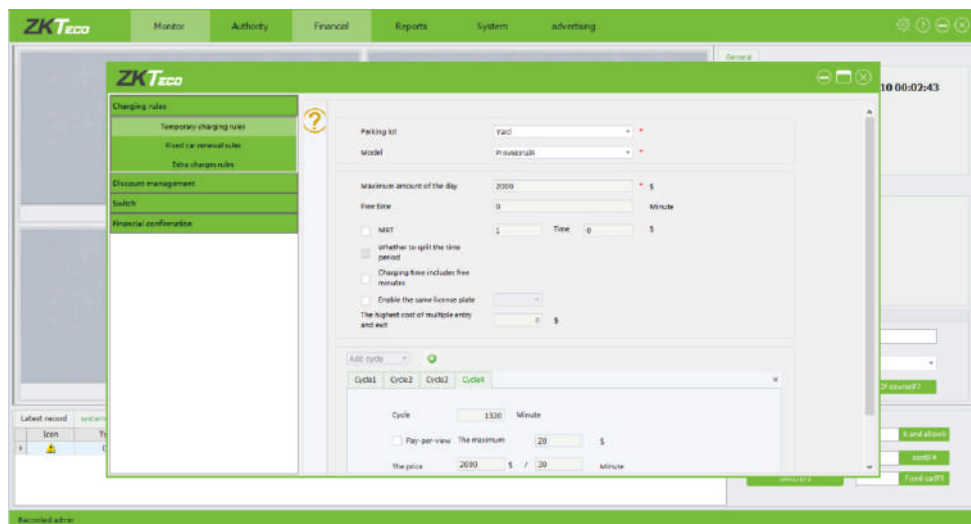 ZKTECO Monitor Authority Financel Reports System advertising
General
10 00:02:43
ZKTECO
Charging rules
Temporary charging rules
Fixed car renewal rules
Extra charges rules
Discount management
Switch
Financial confirmation
Parking lot Yard *
Model ProvisionalA *
Maximum amount of the day 2000 * $
Free time 0 Minute
1 Time 0 $
Whether to split the time
period
Charging time includes free
minutes
Enable the same license plate
The highest cost of multiple entry
and exit 0 $
Add cycle
Cycle1 Cycle2 Cycle3 Cycle4
Cycle 1320 Minute
Pay-per-view The maximum 20 $
The price 2000 $ / 30 Minute
Latest record
Icon
Recorded admin